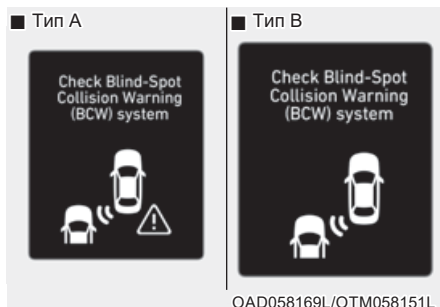 ■ Тип A
Check Blind-Spot
Collision Warning
(BCW) system
■ Тип B
Check Blind-Spot
Collision Warning
(BCW) system
OAD058169L/OTM058151L